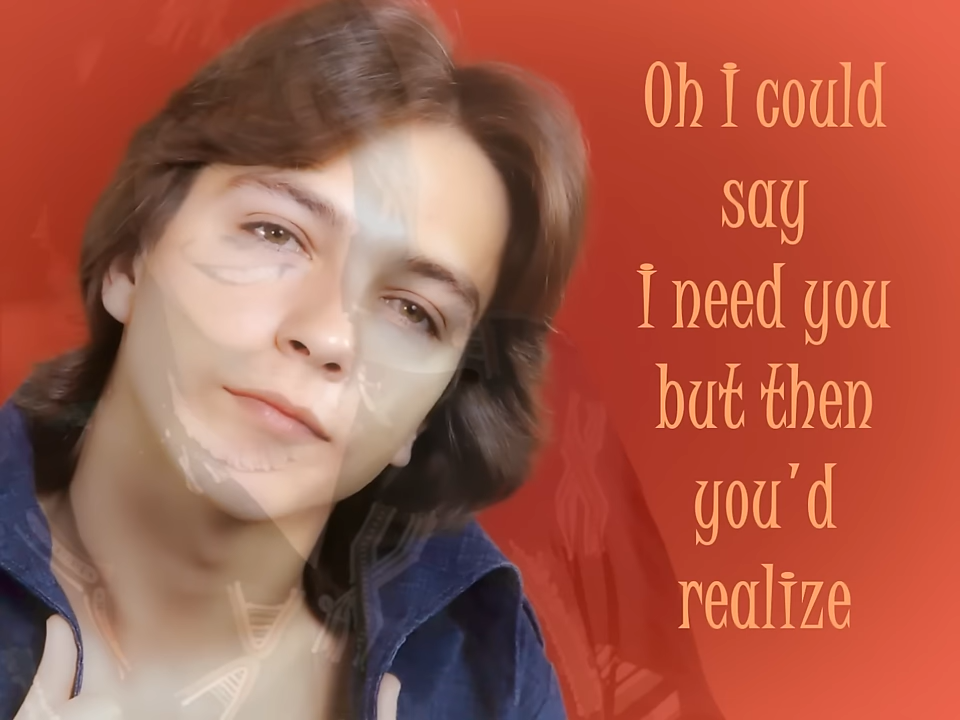 Oh I could
say
I need you
but then
you'd
realize